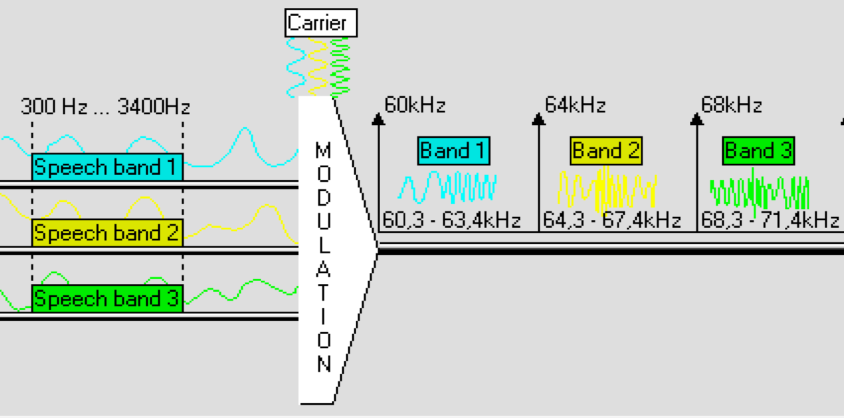 Carrier
300 Hz ... 3400Hz
60kHz
64kHz
68kHz
Speech band 1
Band 1
Band 2
Band 3
MODULATION
60,3 - 63,4kHz
64,3 - 67,4kHz
68,3 - 71,4kHz
Speech band 2
Speech band 3